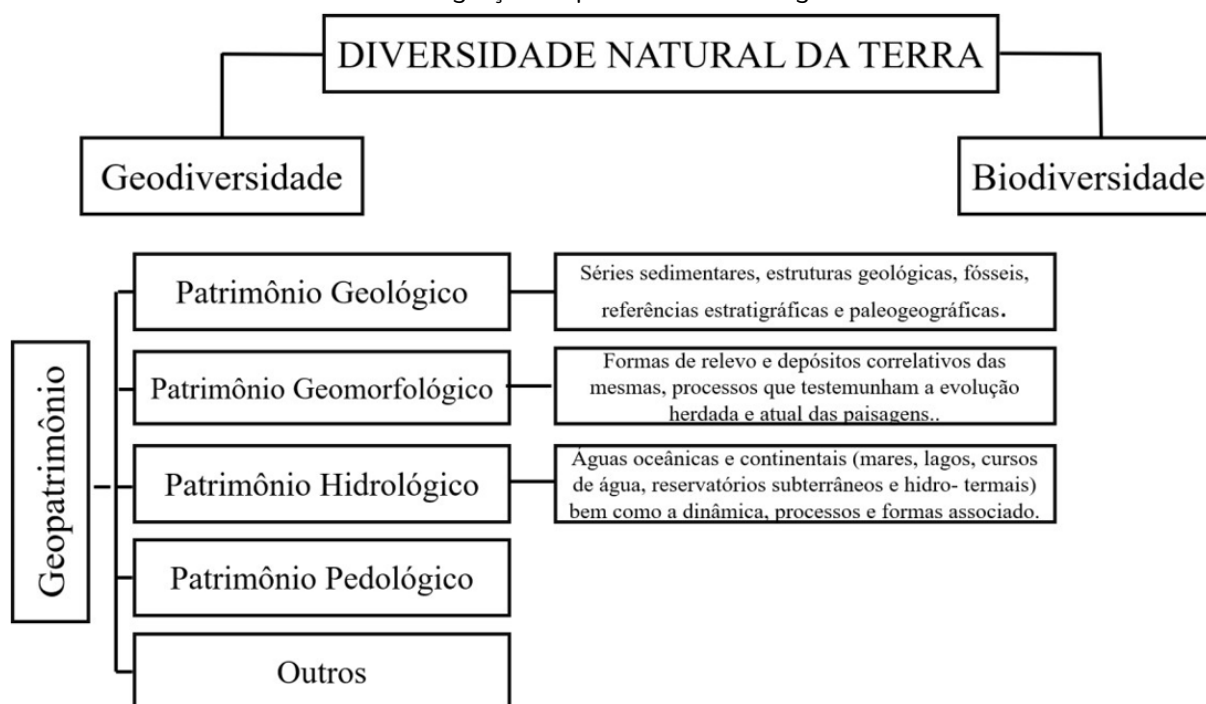 DIVERSIDADE NATURAL DA TERRA
Geodiversidade
Biodiversidade
Geopatrimônio
Patrimônio Geológico
Séries sedimentares, estruturas geológicas, fósseis,
referências estratigráficas e paleogeográficas.
Patrimônio Geomorfológico
Formas de relevo e depósitos correlativos das
mesmas, processos que testemunham a evolução
herdada e atual das paisagens..
Patrimônio Hidrológico
Águas oceânicas e continentais (mares, lagos, cursos
de água, reservatórios subterrâneos e hidro- termais)
bem como a dinâmica, processos e formas associado.
Patrimônio Pedológico
Outros